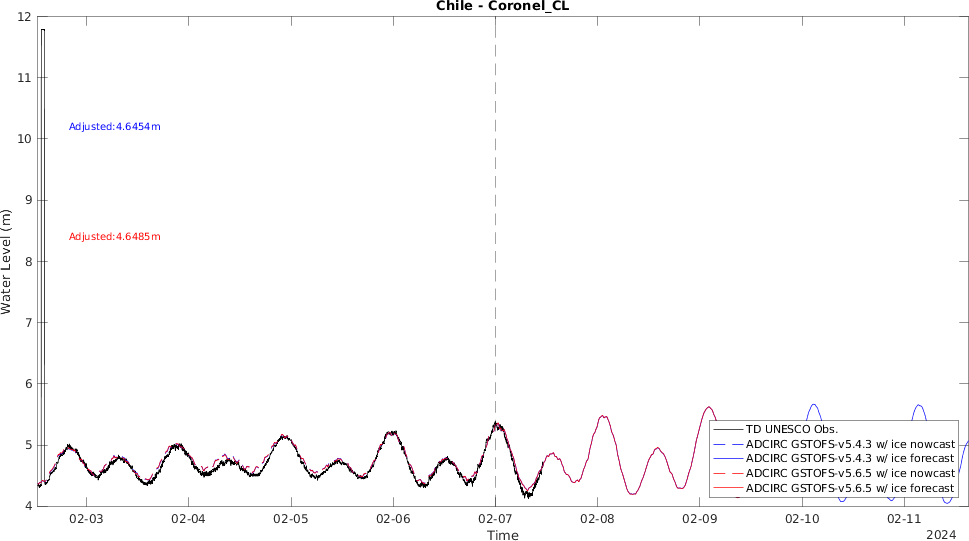 Chile - Coronel_CL
12
11
10
9
8
7
6
5
4
Water Level (m)
Adjusted:4.6454m
Adjusted:4.6485m
TD UNESCO Obs.
ADCIRC GSTOFS-v5.4.3 w/ ice nowcast
ADCIRC GSTOFS-v5.4.3 w/ ice forecast
ADCIRC GSTOFS-v5.6.5 w/ ice nowcast
ADCIRC GSTOFS-v5.6.5 w/ ice forecast
02-03 02-04 02-05 02-06 02-07 02-08 02-09 02-10 02-11
Time
2024